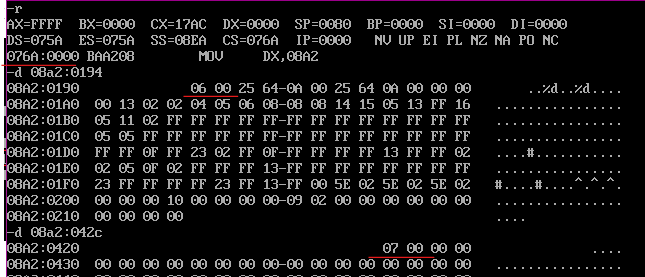 -r
AX=FFFF  BX=0000  CX=17AC  DX=0000  SP=0080  BP=0000  SI=0000  DI=0000
DS=075A  ES=075A  SS=08EA  CS=076A  IP=0000   NV UP EI PL NZ NA PO NC
076A:0000 BAA208        MOV     DX,08A2
-d 08a2:0194
08A2:0190              06 00 25 64-0A 00 25 64 0A 00 00 00       ..%d..%d....
08A2:01A0  00 13 02 02 04 05 06 08-08 08 14 15 05 13 FF 16   ................
08A2:01B0  05 11 02 FF FF FF FF FF-FF FF FF FF FF FF FF FF   ................
08A2:01C0  05 05 FF FF FF FF FF FF-FF FF FF FF FF FF FF FF   ................
08A2:01D0  FF FF 0F FF 23 02 FF 0F-FF FF FF FF 13 FF FF 02   ....#...........
08A2:01E0  02 05 0F 02 FF FF FF 13-FF FF FF FF FF FF FF FF   ................
08A2:01F0  23 FF FF FF FF 23 FF 13-FF 00 5E 02 5E 02 5E 02   #....#....^.^.^.
08A2:0200  00 00 00 10 00 00 00 00-09 02 00 00 00 00 00 00   ................
08A2:0210  00 00 00 00                                       ....
-d 08a2:042c
08A2:0420                                      07 00 00 00               ....
08A2:0430  00 00 00 00 00 00 00 00-00 00 00 00 00 00 00 00   ................